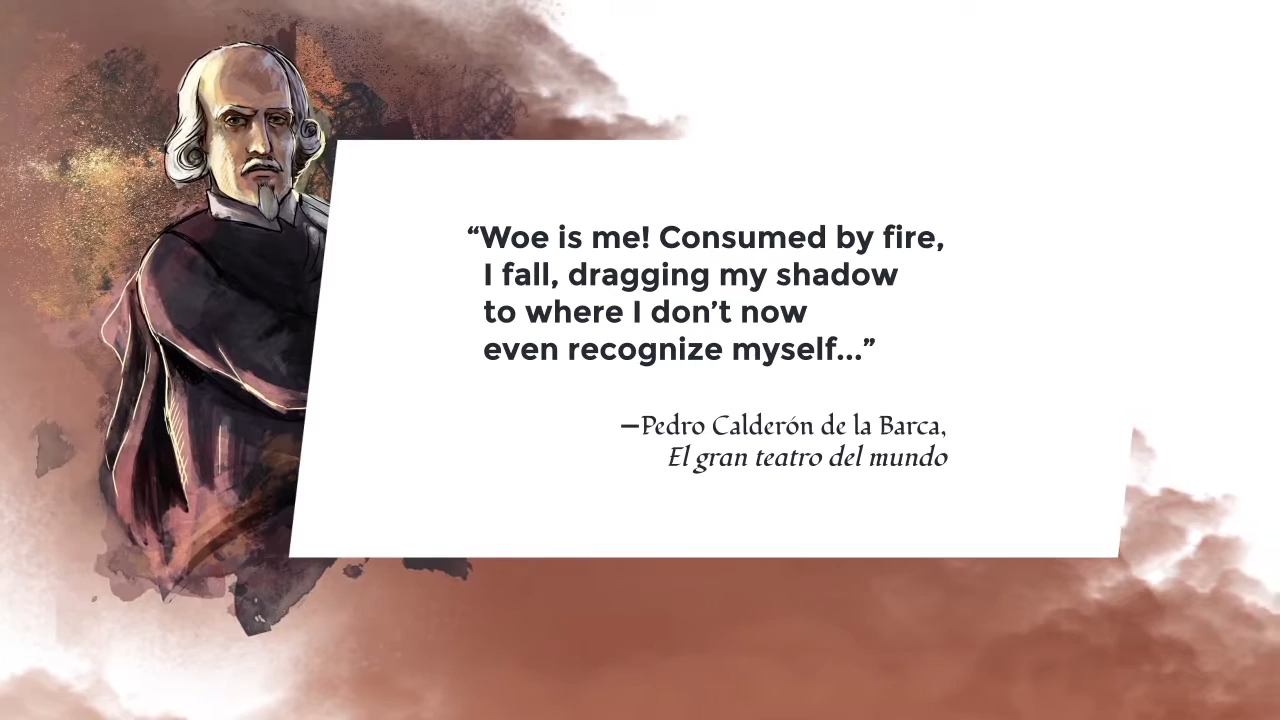 “Woe is me! Consumed by fire,
I fall, dragging my shadow
to where I don’t now
even recognize myself...”
—Pedro Calderón de la Barca,
El gran teatro del mundo